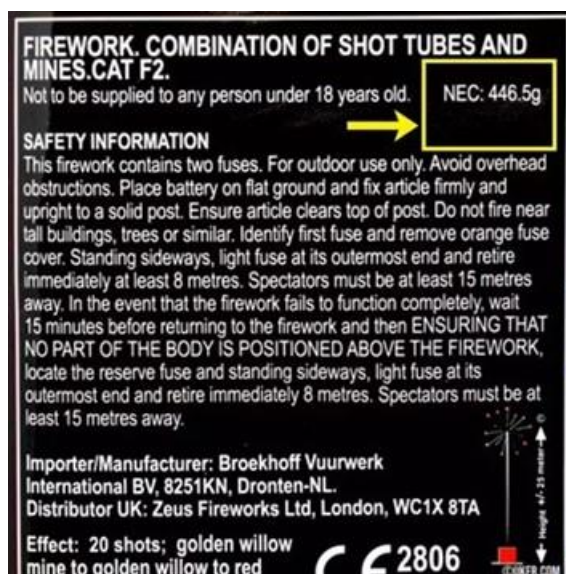 FIREWORK. COMBINATION OF SHOT TUBES AND
MINES.CAT F2.
Not to be supplied to any person under 18 years old.
NEC: 446.5g
SAFETY INFORMATION
This firework contains two fuses. For outdoor use only. Avoid overhead
obstructions. Place battery on flat ground and fix article firmly and
upright to a solid post. Ensure article clears top of post. Do not fire near
tall buildings, trees or similar. Identify first fuse and remove orange fuse
cover. Standing sideways, light fuse at its outermost end and retire
immediately at least 8 metres. Spectators must be at least 15 metres
away. In the event that the firework fails to function completely, wait
15 minutes before returning to the firework and then ENSURING THAT
NO PART OF THE BODY IS POSITIONED ABOVE THE FIREWORK,
locate the reserve fuse and standing sideways, light fuse at its
outermost end and retire immediately 8 metres. Spectators must be at
least 15 metres away.
Importer/Manufacturer: Broekhoff Vuurwerk
International BV, 8251KN, Dronten-NL.
Distributor UK: Zeus Fireworks Ltd, London, WC1X 8TA
Effect: 20 shots; golden willow
mine to golden willow to red
CE 2806
Height +/- 25 meter
©